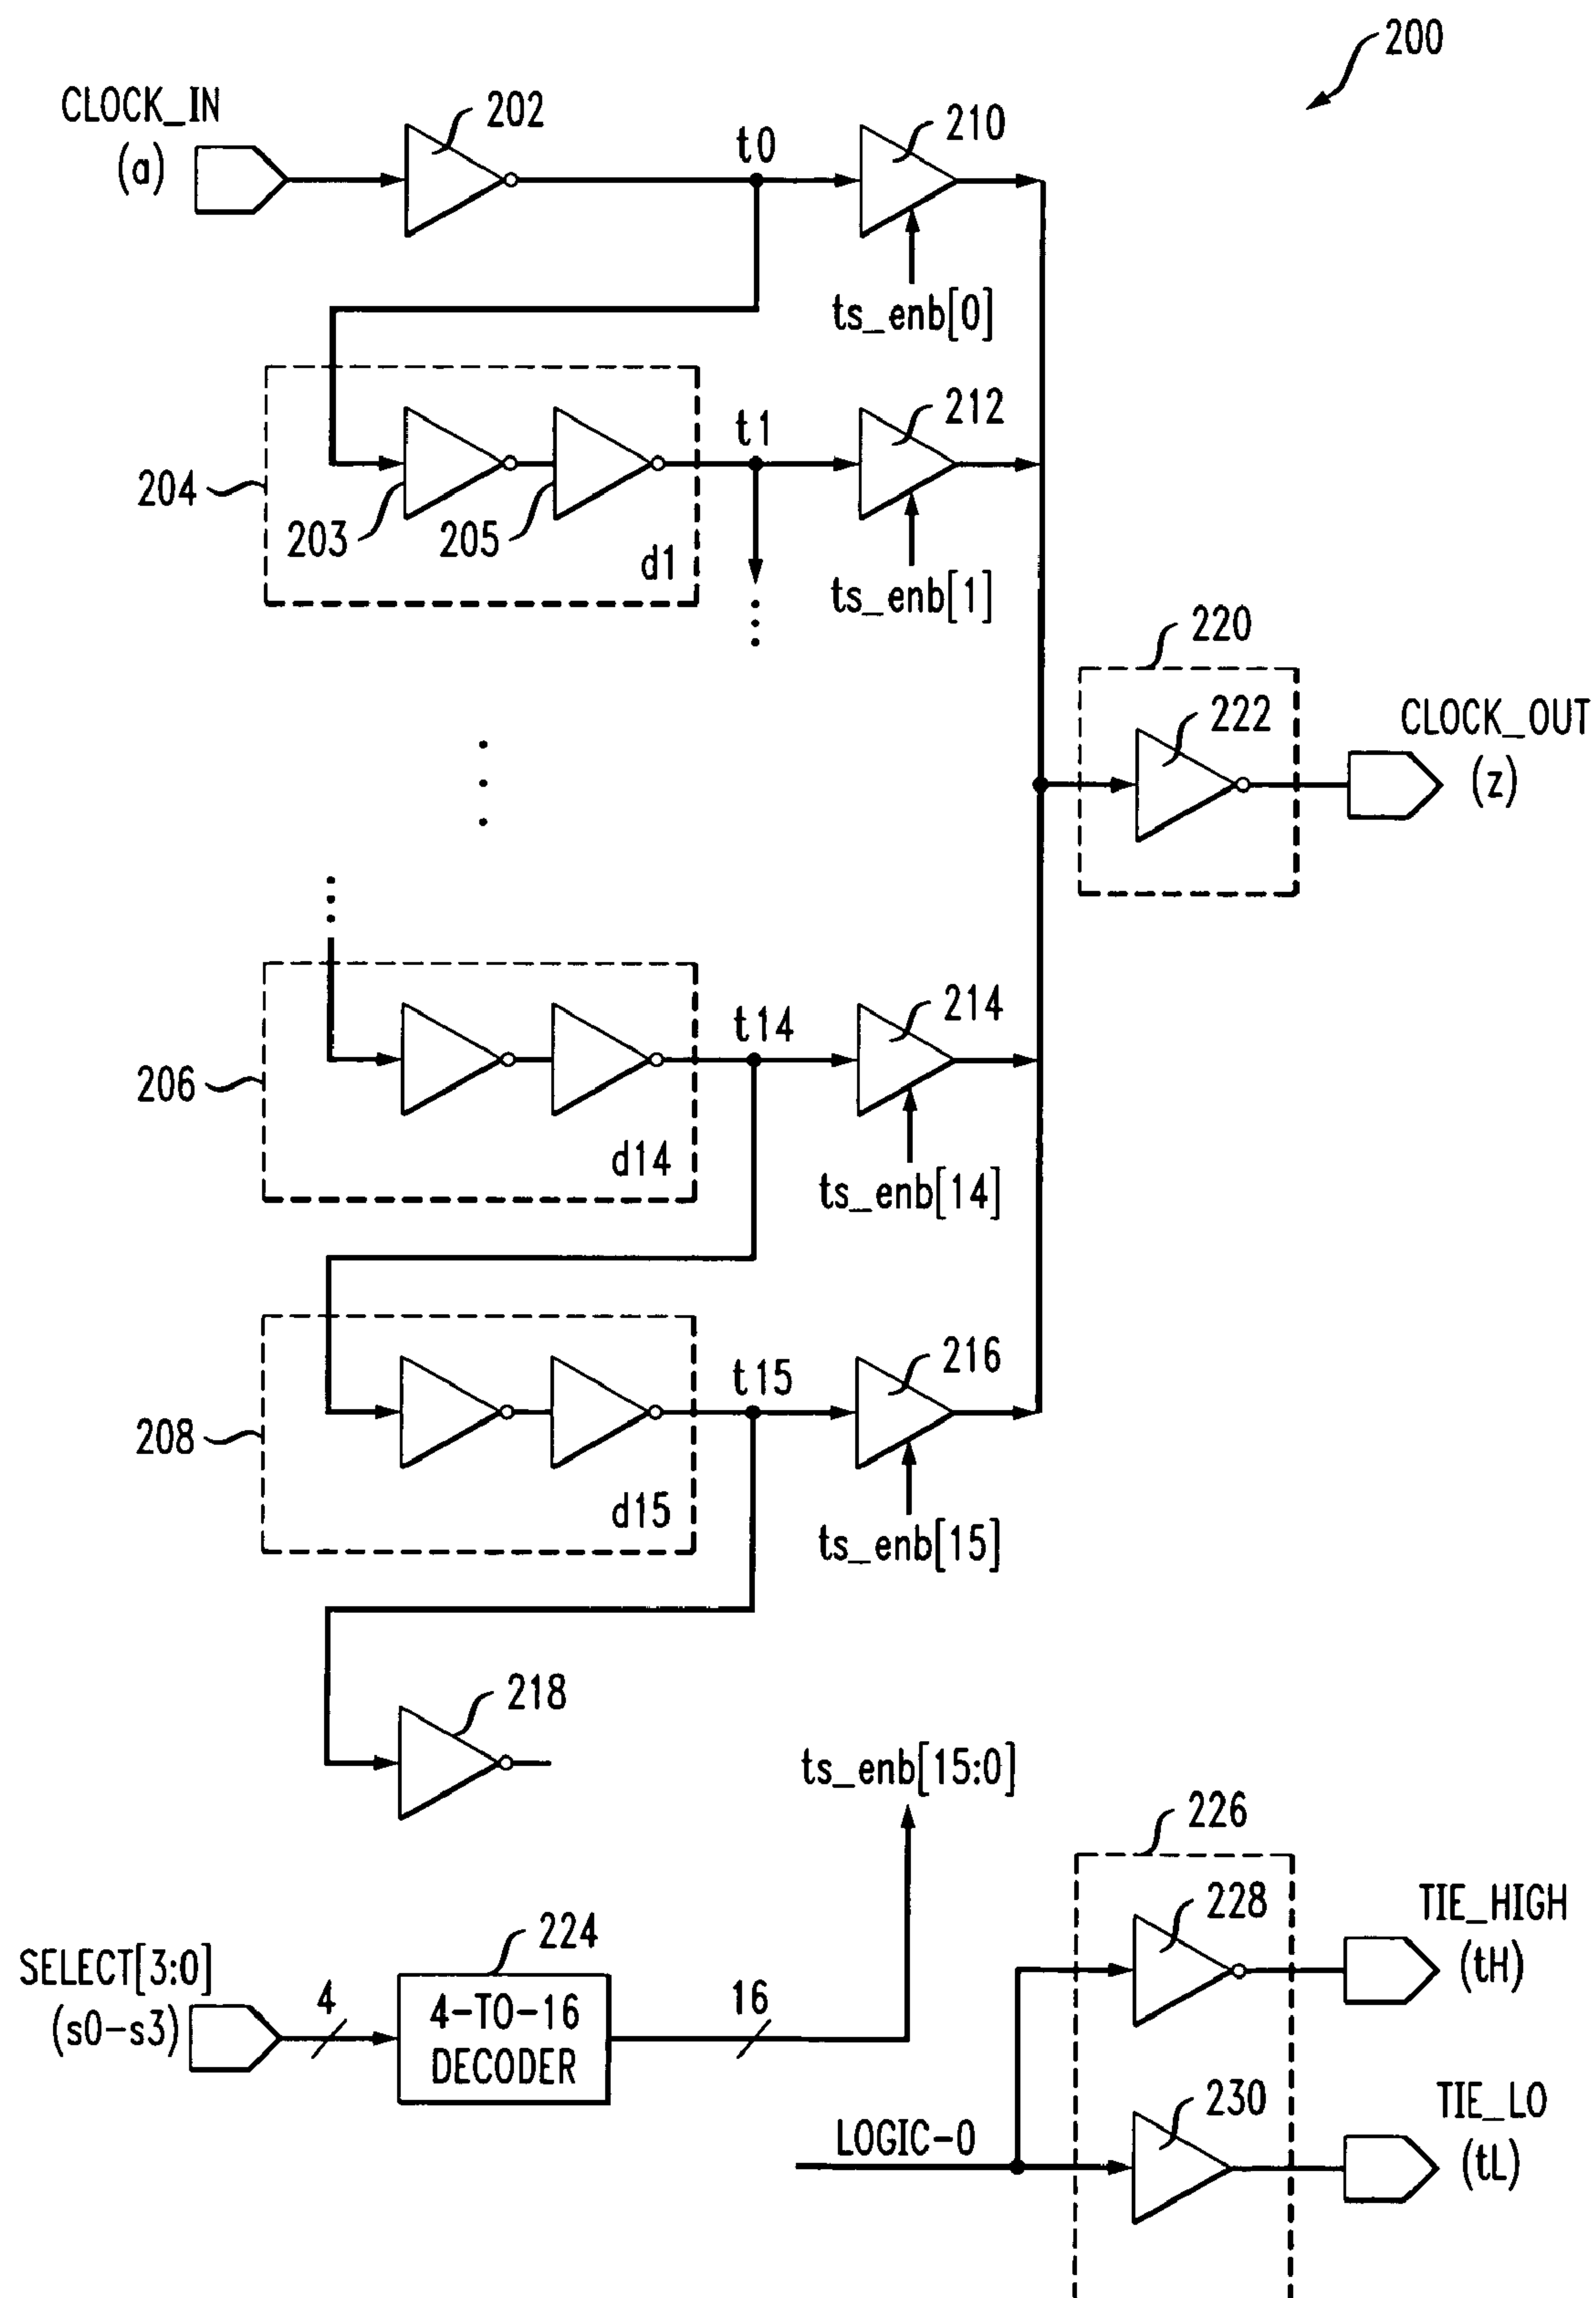 200
CLOCK_IN
(a)
202
t0
210
ts_enb[0]
204
203
205
d1
t1
212
ts_enb[1]
220
222
CLOCK_OUT
(z)
206
d14
t14
214
ts_enb[14]
208
d15
t15
216
ts_enb[15]
218
ts_enb[15:0]
SELECT[3:0]
(s0-s3)
4
224
4-TO-16
DECODER
16
226
228
TIE_HIGH
(tH)
LOGIC-0
230
TIE_LO
(tL)